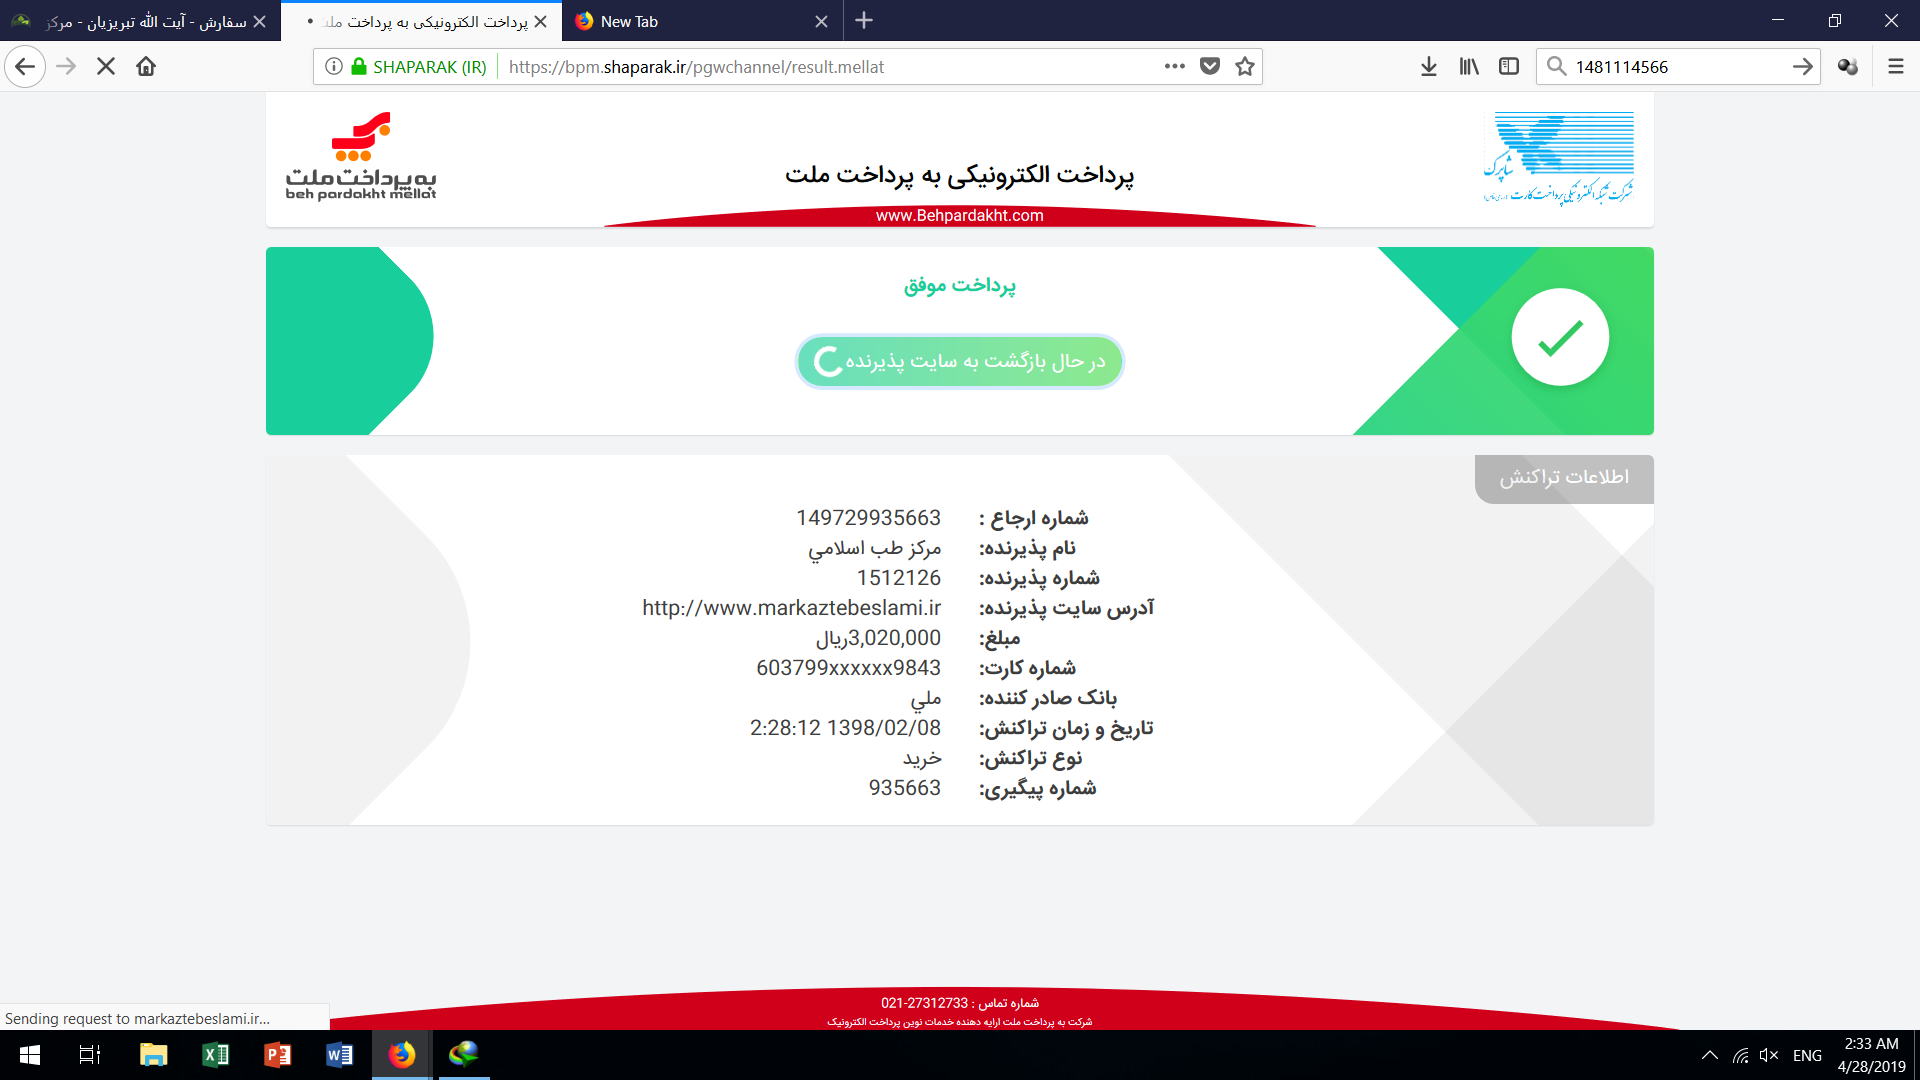 سفارش - آیت الله تبریزیان - مرکز
پرداخت الکترونیکی به پرداخت ملت
New Tab
SHAPARAK (IR)
https://bpm.shaparak.ir/pgwchannel/result.mellat
1481114566
به پرداخت ملت
beh pardakht mellat
پرداخت الکترونیکی به پرداخت ملت
www.Behpardakht.com
شاپرک
شرکت شبکه الکترونیکی پرداخت کارت
پرداخت موفق
در حال بازگشت به سایت پذیرنده
اطلاعات تراکنش
شماره ارجاع : 149729935663
نام پذیرنده: مرکز طب اسلامي
شماره پذیرنده: 1512126
آدرس سایت پذیرنده: http://www.markaztebeslami.ir
مبلغ: 3,020,000ریال
شماره کارت: 603799xxxxxx9843
بانک صادر کننده: ملي
تاریخ و زمان تراکنش: 2:28:12 1398/02/08
نوع تراکنش: خرید
شماره پیگیری: 935663
شماره تماس : 27312733-021
شرکت به پرداخت ملت ارایه دهنده خدمات نوین پرداخت الکترونیک
Sending request to markaztebeslami.ir...
ENG
2:33 AM
4/28/2019